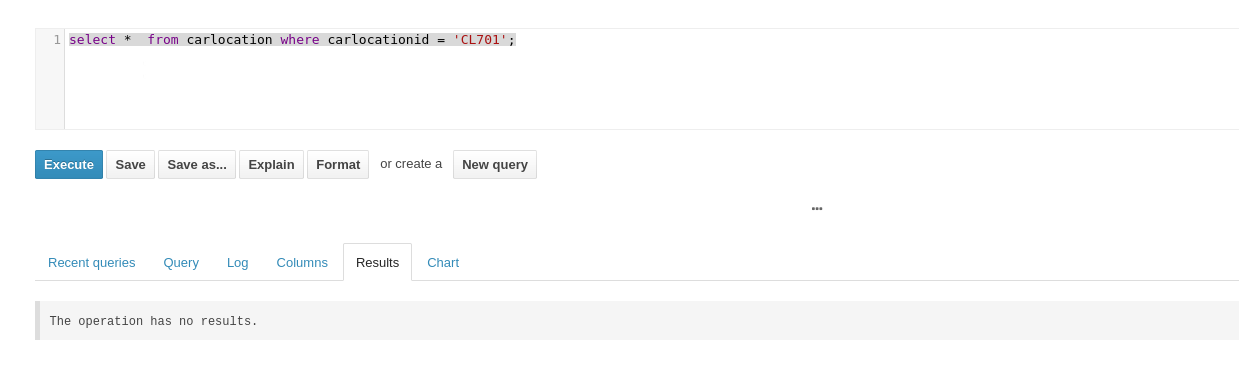 1 select *  from carlocation where carlocationid = 'CL701';
Execute Save Save as... Explain Format or create a New query
Recent queries Query Log Columns Results Chart
The operation has no results.